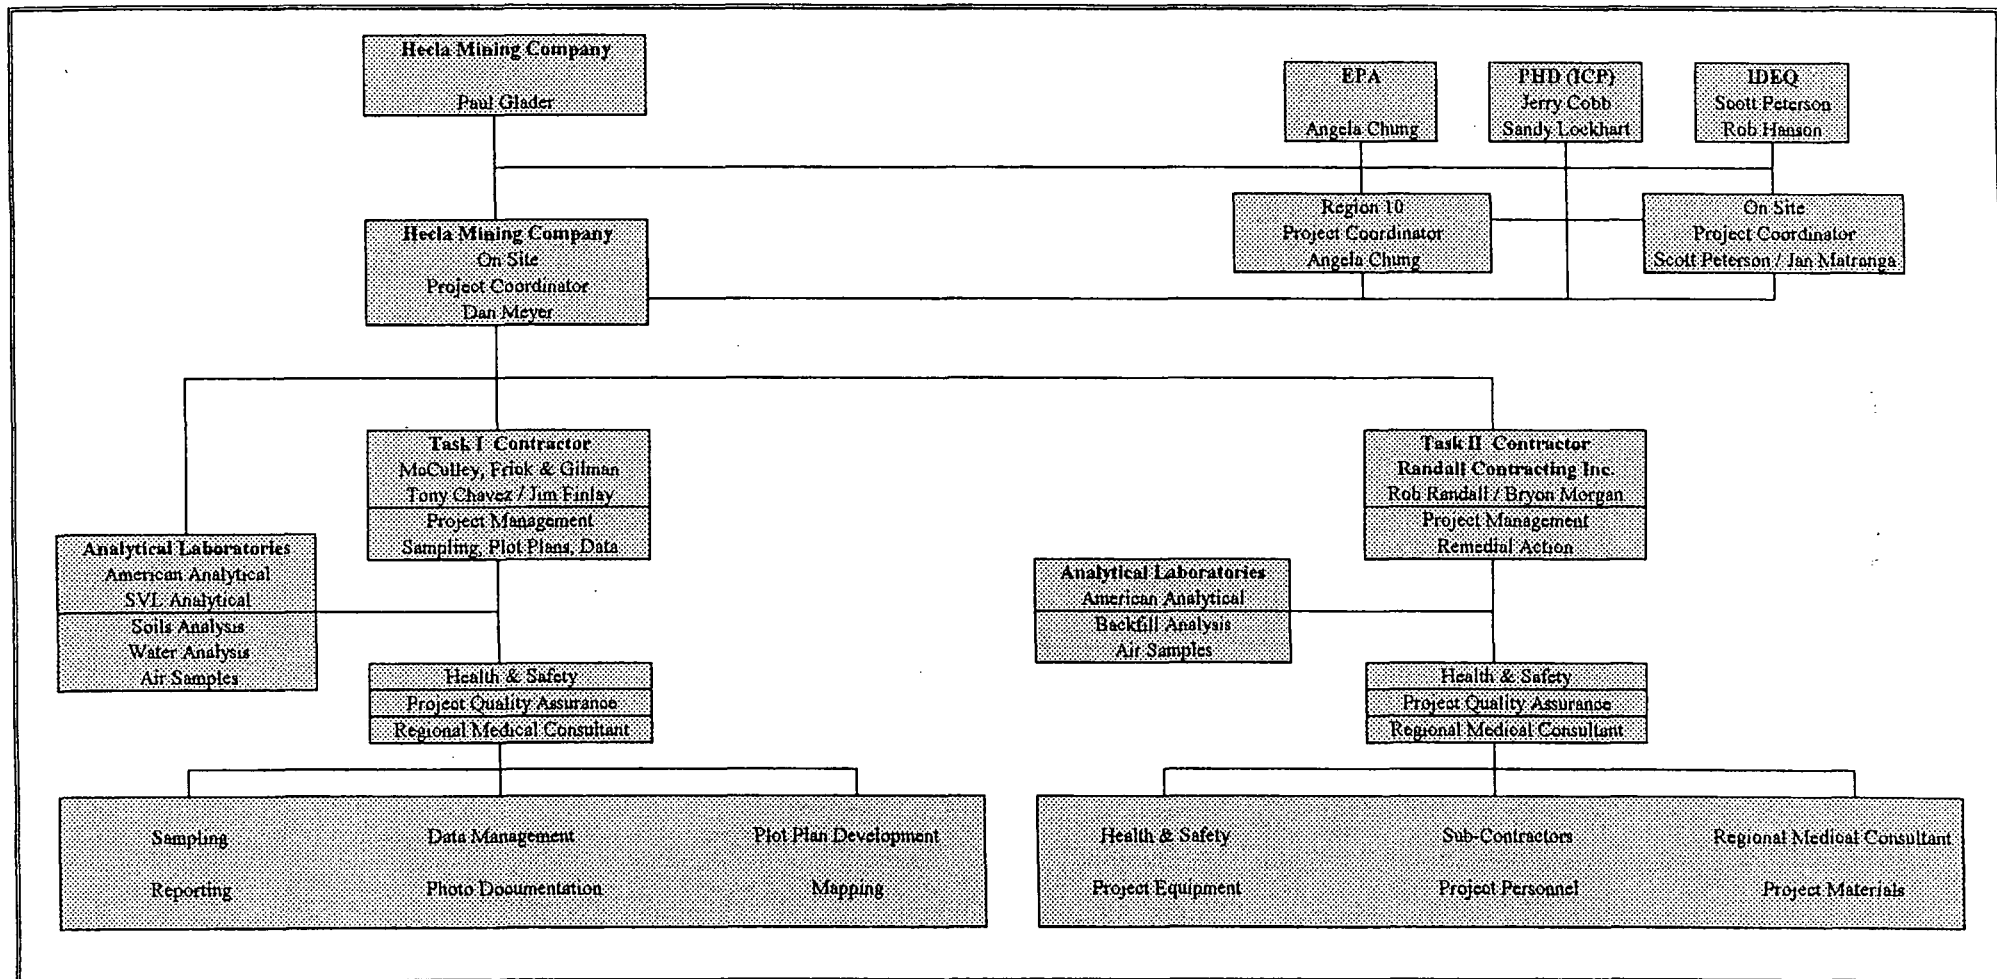 Hecla Mining Company
Paul Glader
EPA
Angela Chung
PHD (ICP)
Jerry Cobb
Sandy Lockhart
IDEQ
Scott Peterson
Rob Hanson
Hecla Mining Company
On Site
Project Coordinator
Dan Meyer
Region 10
Project Coordinator
Angela Chung
On Site
Project Coordinator
Scott Peterson / Jan Matranga
Task I Contractor
McCulley, Frick & Gilman
Tony Chavez / Jim Finlay
Project Management
Sampling, Plot Plans, Data
Task II Contractor
Randall Contracting Inc.
Rob Randall / Bryon Morgan
Project Management
Remedial Action
Analytical Laboratories
American Analytical
SVL Analytical
Soils Analysis
Water Analysis
Air Samples
Analytical Laboratories
American Analytical
Backfill Analysis
Air Samples
Health & Safety
Project Quality Assurance
Regional Medical Consultant
Health & Safety
Project Quality Assurance
Regional Medical Consultant
Sampling
Data Management
Plot Plan Development
Reporting
Photo Documentation
Mapping
Health & Safety
Sub-Contractors
Regional Medical Consultant
Project Equipment
Project Personnel
Project Materials